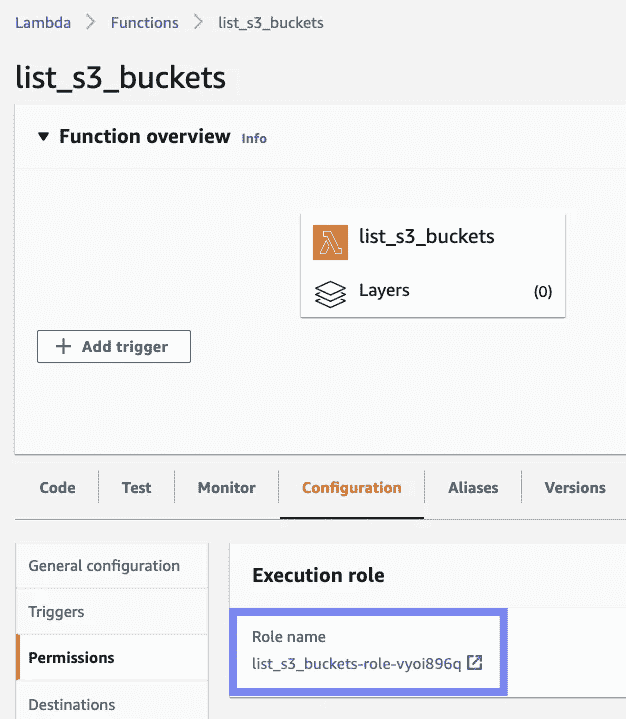 Lambda > Functions > list_s3_buckets
list_s3_buckets
▼ Function overview Info
list_s3_buckets
Layers (0)
+ Add trigger
Code Test Monitor Configuration Aliases Versions
General configuration
Triggers
Permissions
Destinations
Execution role
Role name
list_s3_buckets-role-vyoi896q